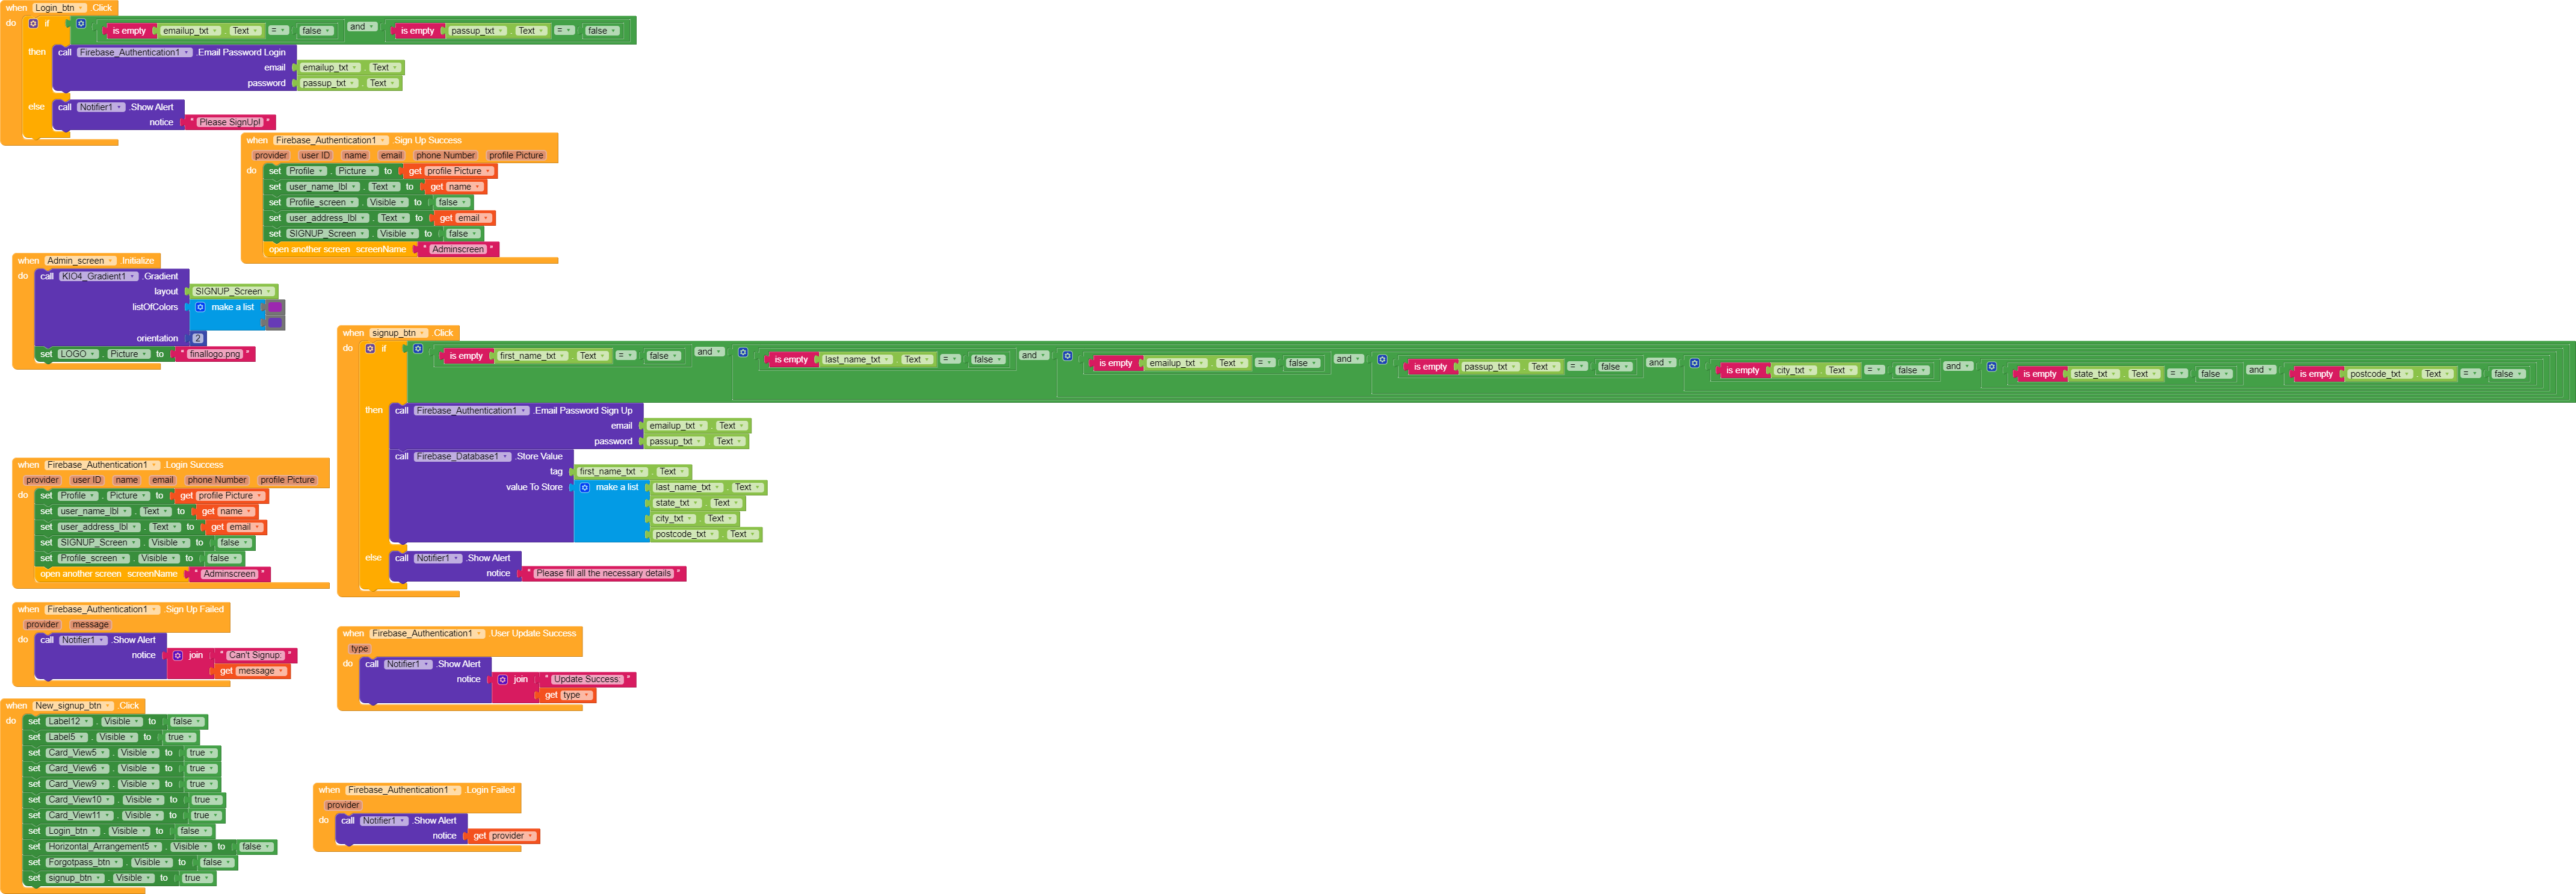 when Login_btn .Click
do if is empty emailup_txt . Text = false and is empty passup_txt . Text = false
then call Firebase_Authentication1 .Email Password Login
email emailup_txt . Text
password passup_txt . Text
else call Notifier1 .Show Alert
notice " Please SignUp! "
when Firebase_Authentication1 .Sign Up Success
provider user ID name email phone Number profile Picture
do set Profile . Picture to get profile Picture
set user_name_lbl . Text to get name
set Profile_screen . Visible to false
set user_address_lbl . Text to get email
set SIGNUP_Screen . Visible to false
open another screen screenName " Adminscreen "
when Admin_screen .Initialize
do call KIO4_Gradient1 .Gradient
layout SIGNUP_Screen
listOfColors make a list
orientation 2
set LOGO . Picture to " finallogo.png "
when signup_btn .Click
do if is empty first_name_txt . Text = false and is empty last_name_txt . Text = false and is empty emailup_txt . Text = false and is empty passup_txt . Text = false and is empty city_txt . Text = false and is empty state_txt . Text = false and is empty postcode_txt . Text = false
then call Firebase_Authentication1 .Email Password Sign Up
email emailup_txt . Text
password passup_txt . Text
call Firebase_Database1 .Store Value
tag first_name_txt . Text
value To Store make a list last_name_txt . Text
state_txt . Text
city_txt . Text
postcode_txt . Text
else call Notifier1 .Show Alert
notice " Please fill all the necessary details "
when Firebase_Authentication1 .Login Success
provider user ID name email phone Number profile Picture
do set Profile . Picture to get profile Picture
set user_name_lbl . Text to get name
set user_address_lbl . Text to get email
set SIGNUP_Screen . Visible to false
set Profile_screen . Visible to false
open another screen screenName " Adminscreen "
when Firebase_Authentication1 .Sign Up Failed
provider message
do call Notifier1 .Show Alert
notice join " Can't Signup: "
get message
when Firebase_Authentication1 .User Update Success
type
do call Notifier1 .Show Alert
notice join " Update Success: "
get type
when New_signup_btn .Click
do set Label12 . Visible to false
set Label5 . Visible to true
set Card_View5 . Visible to true
set Card_View6 . Visible to true
set Card_View9 . Visible to true
set Card_View10 . Visible to true
set Card_View11 . Visible to true
set Login_btn . Visible to false
set Horizontal_Arrangement5 . Visible to false
set Forgotpass_btn . Visible to false
set signup_btn . Visible to true
when Firebase_Authentication1 .Login Failed
provider
do call Notifier1 .Show Alert
notice get provider